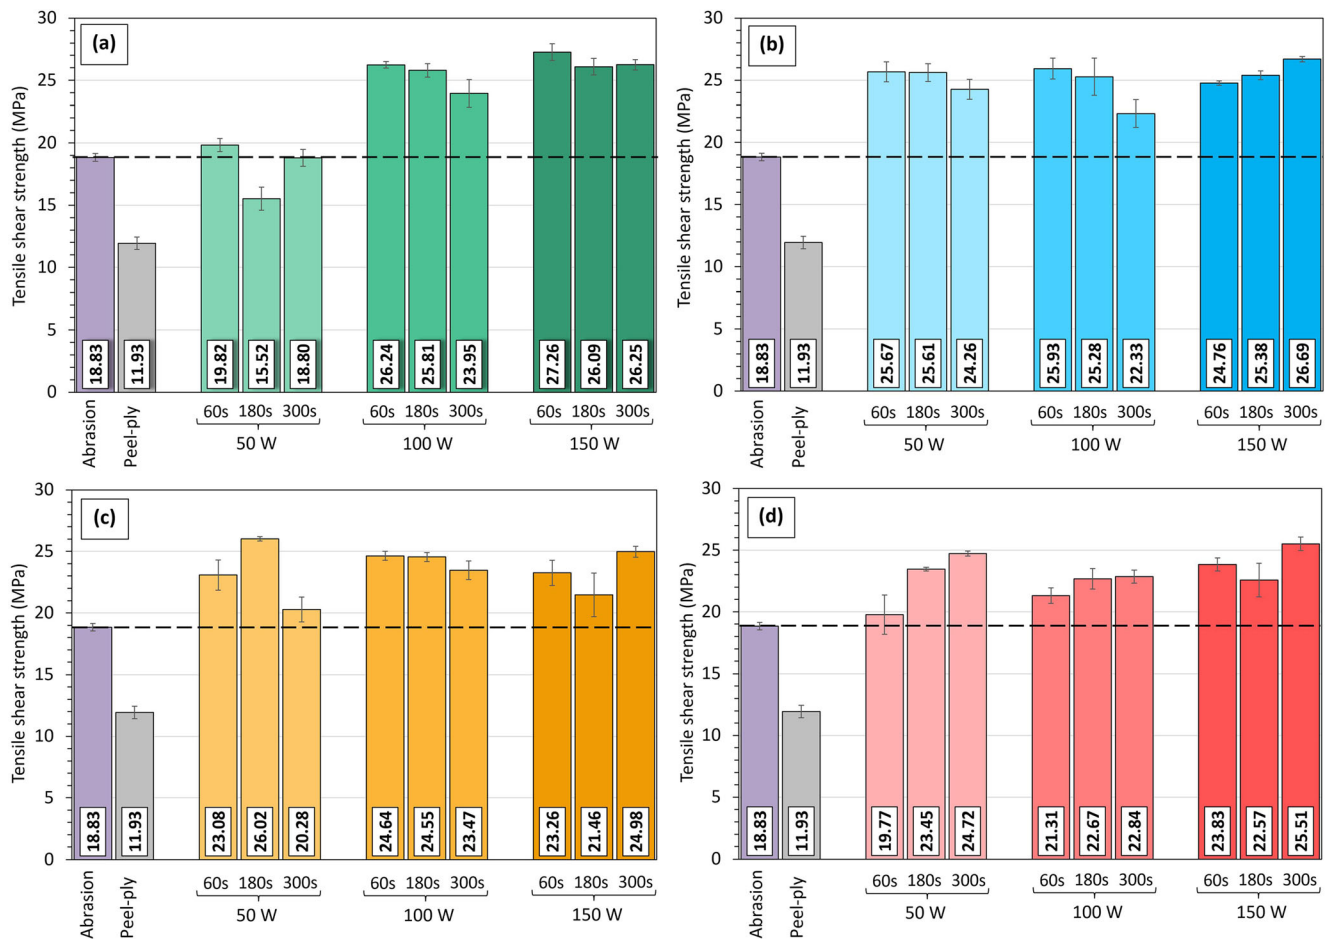 (a)
Tensile shear strength (MPa)
30
25
20
15
10
5
0
18.83 11.93 19.82 15.52 18.80 26.24 25.81 23.95 27.26 26.09 26.25
Abrasion Peel-ply 60s 180s 300s 60s 180s 300s 60s 180s 300s
50 W 100 W 150 W
(b)
Tensile shear strength (MPa)
30
25
20
15
10
5
0
18.83 11.93 25.67 25.61 24.26 25.93 25.28 22.33 24.76 25.38 26.69
Abrasion Peel-ply 60s 180s 300s 60s 180s 300s 60s 180s 300s
50 W 100 W 150 W
(c)
Tensile shear strength (MPa)
30
25
20
15
10
5
0
18.83 11.93 23.08 26.02 20.28 24.64 24.55 23.47 23.26 21.46 24.98
Abrasion Peel-ply 60s 180s 300s 60s 180s 300s 60s 180s 300s
50 W 100 W 150 W
(d)
Tensile shear strength (MPa)
30
25
20
15
10
5
0
18.83 11.93 19.77 23.45 24.72 21.31 22.67 22.84 23.83 22.57 25.51
Abrasion Peel-ply 60s 180s 300s 60s 180s 300s 60s 180s 300s
50 W 100 W 150 W